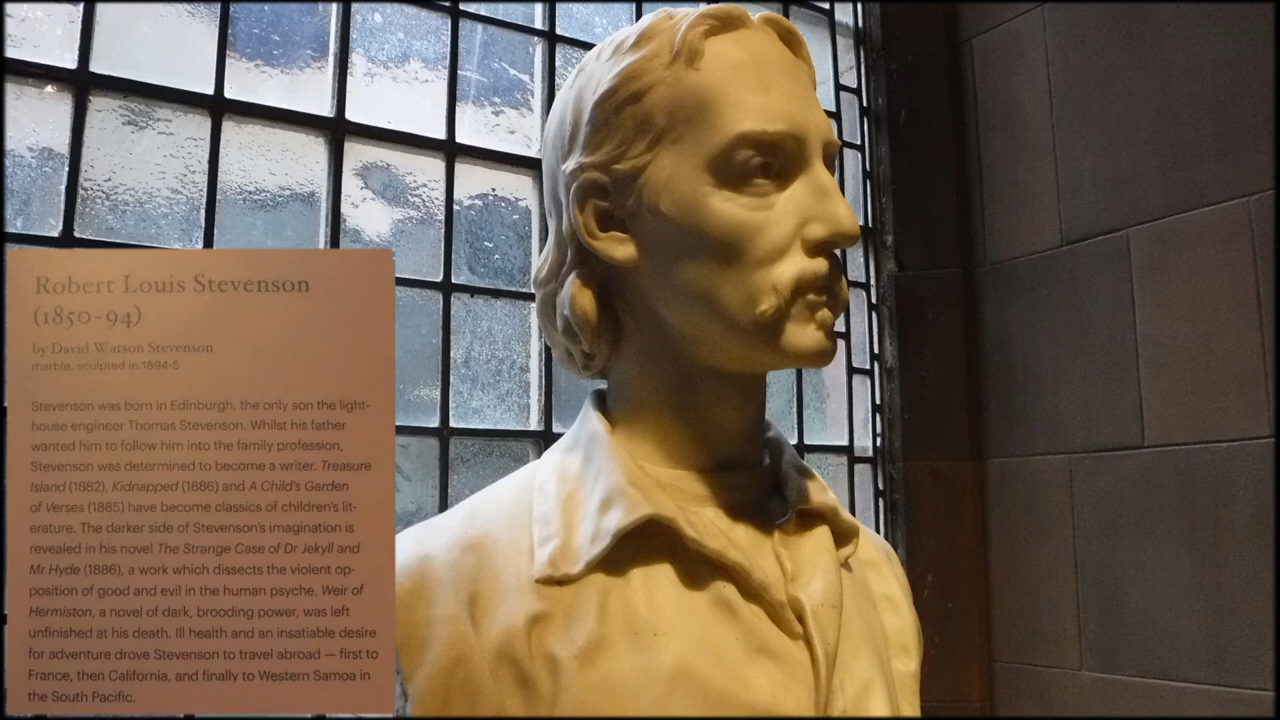 Robert Louis Stevenson
(1850-94)
by David Watson Stevenson
marble, sculpted in 1894-5
Stevenson was born in Edinburgh, the only son the light-
house engineer Thomas Stevenson. Whilst his father
wanted him to follow him into the family profession,
Stevenson was determined to become a writer. Treasure
Island (1882), Kidnapped (1886) and A Child's Garden
of Verses (1885) have become classics of children's lit-
erature. The darker side of Stevenson's imagination is
revealed in his novel The Strange Case of Dr Jekyll and
Mr Hyde (1886), a work which dissects the violent op-
position of good and evil in the human psyche. Weir of
Hermiston, a novel of dark, brooding power, was left
unfinished at his death. Ill health and an insatiable desire
for adventure drove Stevenson to travel abroad — first to
France, then California, and finally to Western Samoa in
the South Pacific.